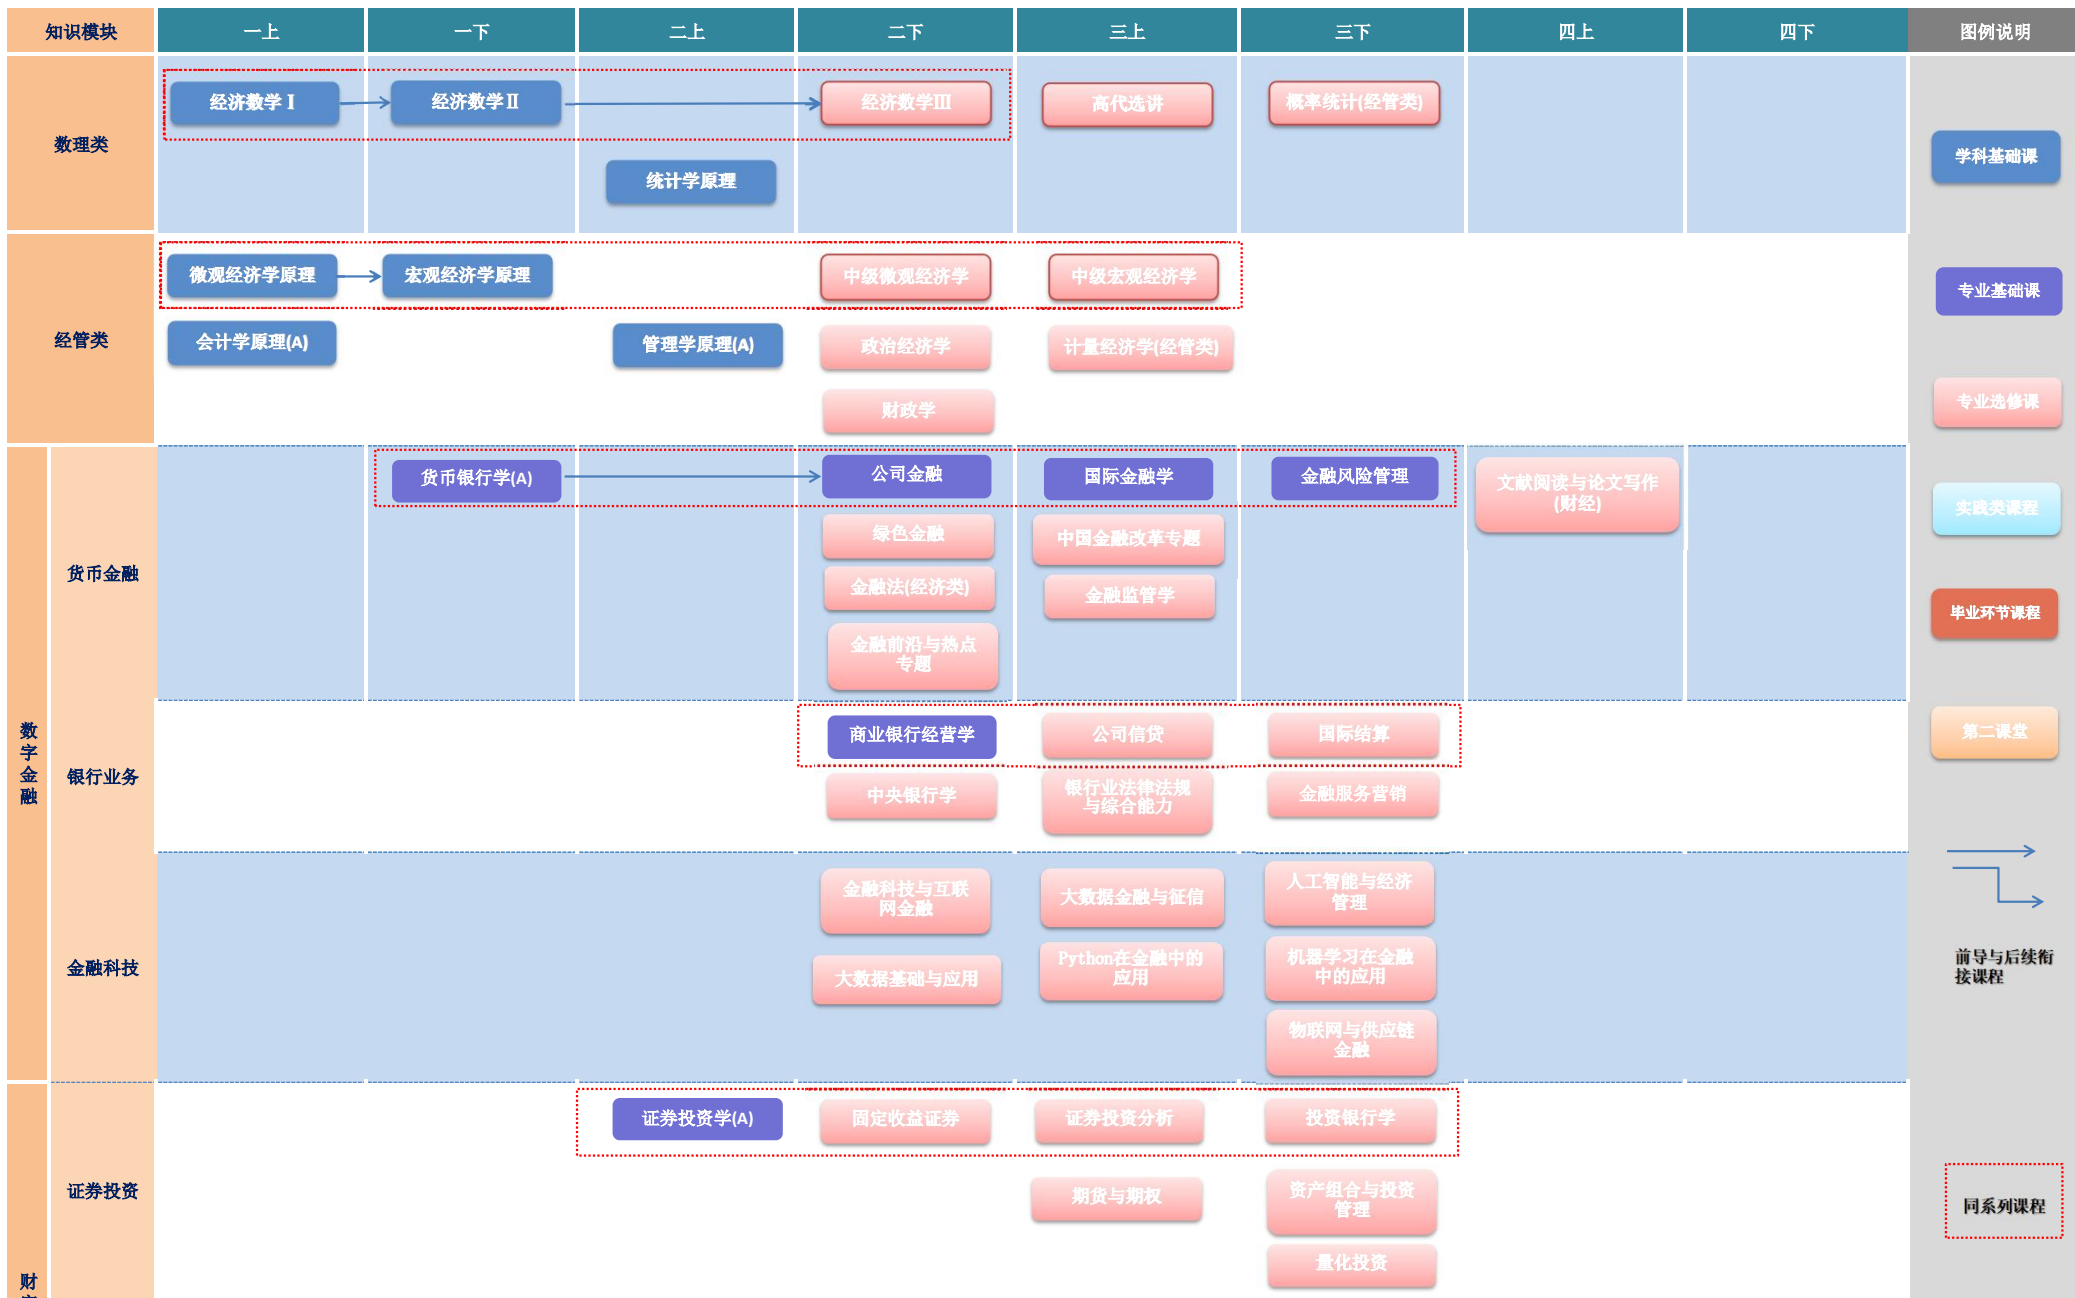 知识模块
一上
一下
二上
二下
三上
三下
四上
四下
图例说明
数理类
经济数学Ⅰ
经济数学Ⅱ
经济数学Ⅲ
高代选讲
概率统计(经管类)
统计学原理
经管类
微观经济学原理
宏观经济学原理
中级微观经济学
中级宏观经济学
会计学原理(A)
管理学原理(A)
政治经济学
计量经济学(经管类)
财政学
数字金融
货币金融
货币银行学(A)
公司金融
国际金融学
金融风险管理
文献阅读与论文写作
(财经)
绿色金融
中国金融改革专题
金融法(经济类)
金融监管学
金融前沿与热点
专题
银行业务
商业银行经营学
公司信贷
国际结算
中央银行学
银行业法律法规
与综合能力
金融服务营销
金融科技
金融科技与互联
网金融
大数据金融与征信
人工智能与经济
管理
大数据基础与应用
Python在金融中的
应用
机器学习在金融
中的应用
物联网与供应链
金融
财
证券投资
证券投资学(A)
固定收益证券
证券投资分析
投资银行学
期货与期权
资产组合与投资
管理
量化投资
学科基础课
专业基础课
专业选修课
实践类课程
毕业环节课程
第二课堂
前导与后续衔
接课程
同系列课程